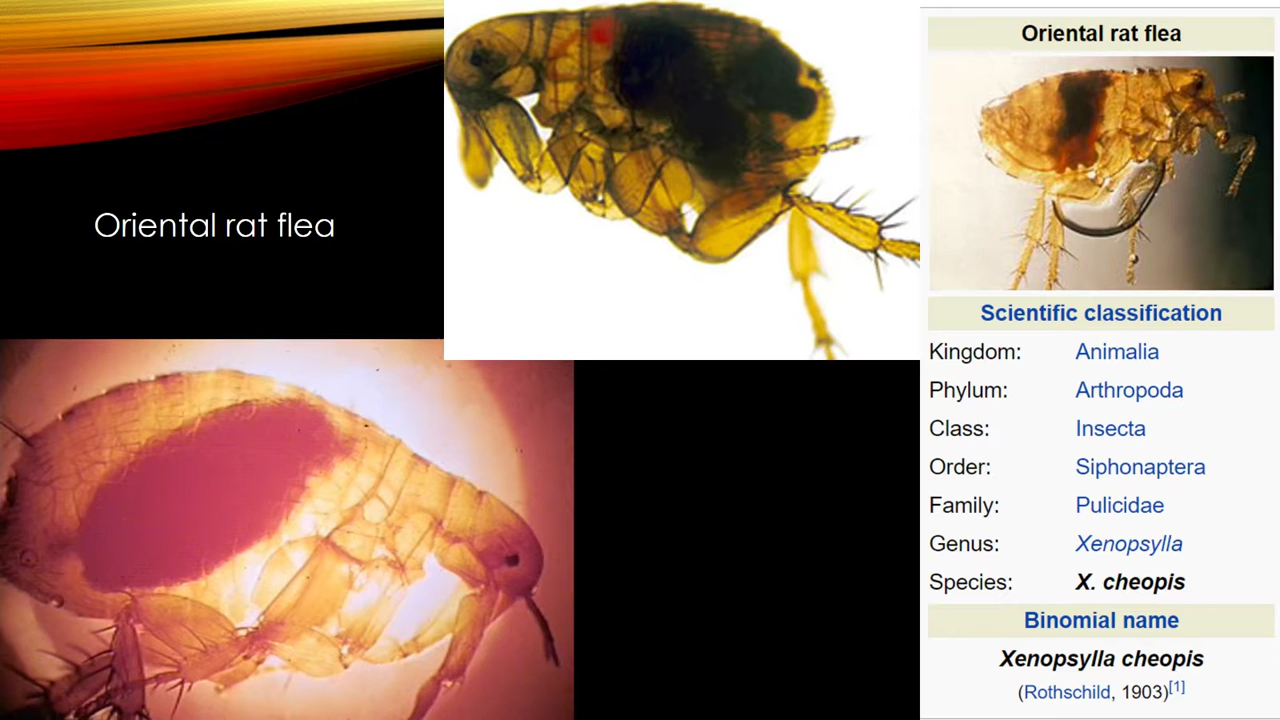 Oriental rat flea
Oriental rat flea
Scientific classification
Kingdom: Animalia
Phylum: Arthropoda
Class: Insecta
Order: Siphonaptera
Family: Pulicidae
Genus: Xenopsylla
Species: X. cheopis
Binomial name
Xenopsylla cheopis
(Rothschild, 1903)[1]